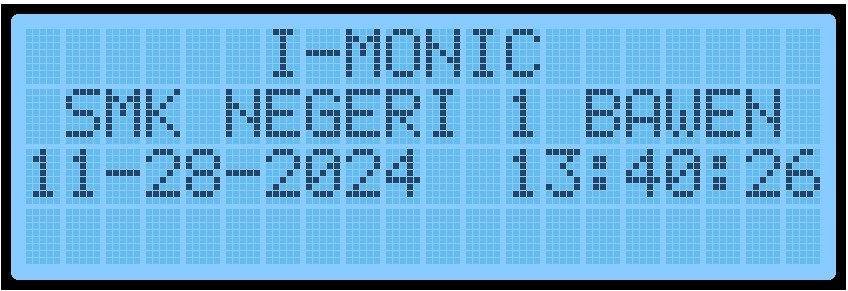 I-MONIC
SMK NEGERI 1 BAWEN
11-28-2024  13:40:26